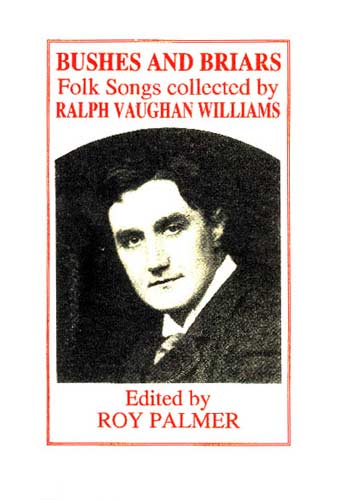 BUSHES AND BRIARS
Folk Songs collected by
RALPH VAUGHAN WILLIAMS
Edited by
ROY PALMER